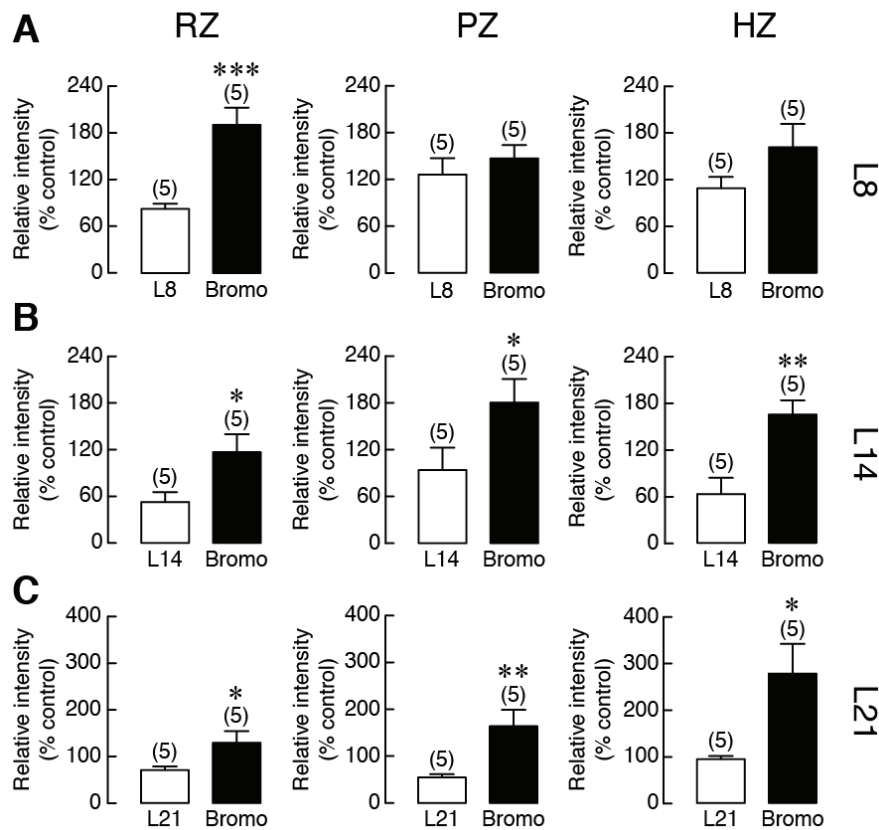 A
RZ
PZ
HZ
Relative intensity
(% control)
240
180
120
60
0
(5)
***
(5)
L8
Bromo
Relative intensity
(% control)
240
180
120
60
0
(5)
(5)
L8
Bromo
Relative intensity
(% control)
240
180
120
60
0
(5)
(5)
L8
Bromo
L8
B
Relative intensity
(% control)
240
180
120
60
0
(5)
*
(5)
L14
Bromo
Relative intensity
(% control)
240
180
120
60
0
(5)
*
(5)
L14
Bromo
Relative intensity
(% control)
240
180
120
60
0
(5)
**
(5)
L14
Bromo
L14
C
Relative intensity
(% control)
400
300
200
100
0
(5)
*
(5)
L21
Bromo
Relative intensity
(% control)
400
300
200
100
0
(5)
**
(5)
L21
Bromo
Relative intensity
(% control)
400
300
200
100
0
(5)
*
(5)
L21
Bromo
L21